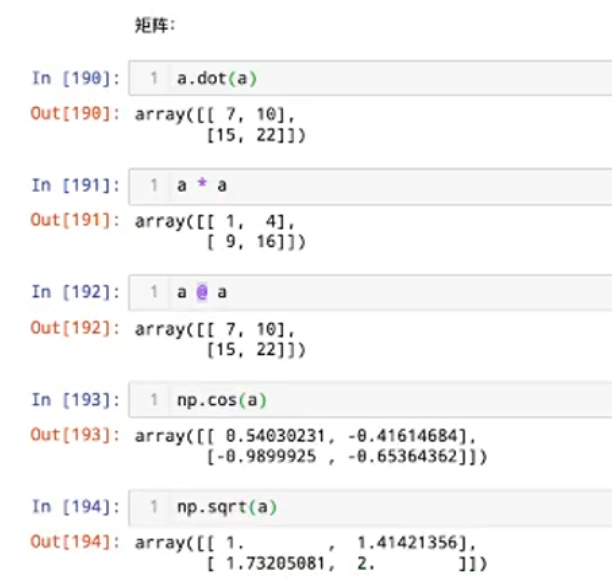 矩阵:
In [190]: 1 a.dot(a)
Out[190]: array([[ 7, 10],
[15, 22]])
In [191]: 1 a * a
Out[191]: array([[ 1,  4],
[ 9, 16]])
In [192]: 1 a @ a
Out[192]: array([[ 7, 10],
[15, 22]])
In [193]: 1 np.cos(a)
Out[193]: array([[ 0.54030231, -0.41614684],
[-0.9899925 , -0.65364362]])
In [194]: 1 np.sqrt(a)
Out[194]: array([[ 1.        ,  1.41421356],
[ 1.73205081,  2.        ]])